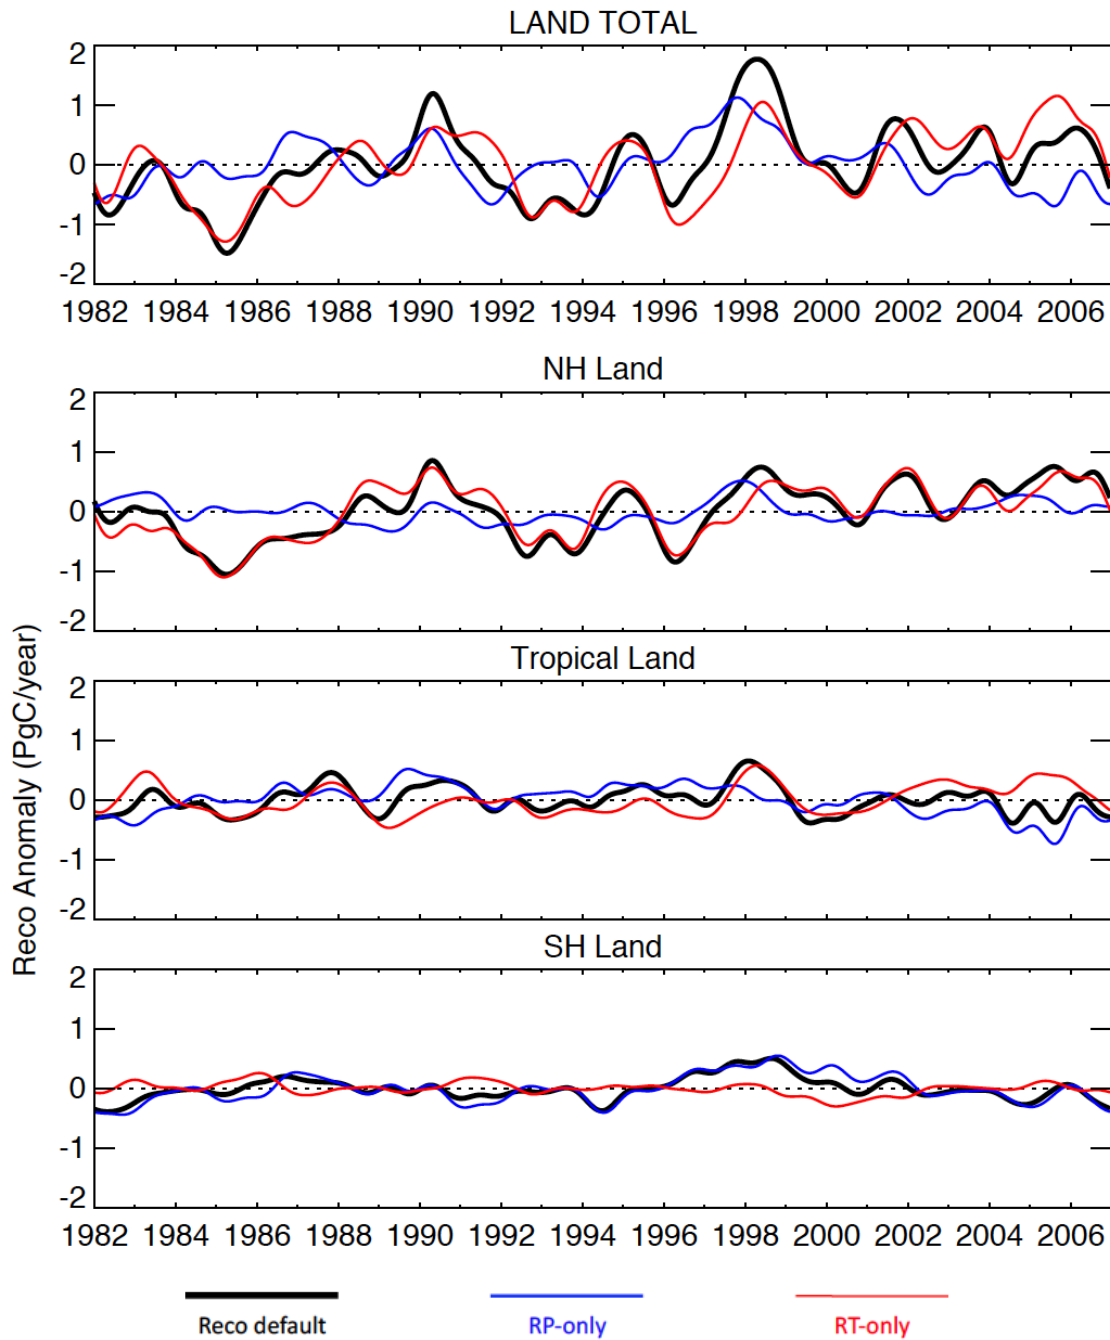 LAND TOTAL
2
1
0
-1
-2
1982 1984 1986 1988 1990 1992 1994 1996 1998 2000 2002 2004 2006
NH Land
2
1
0
-1
-2
Tropical Land
2
1
0
-1
-2
SH Land
2
1
0
-1
-2
Reco Anomaly (PgC/year)
1982 1984 1986 1988 1990 1992 1994 1996 1998 2000 2002 2004 2006
Reco default RP-only RT-only